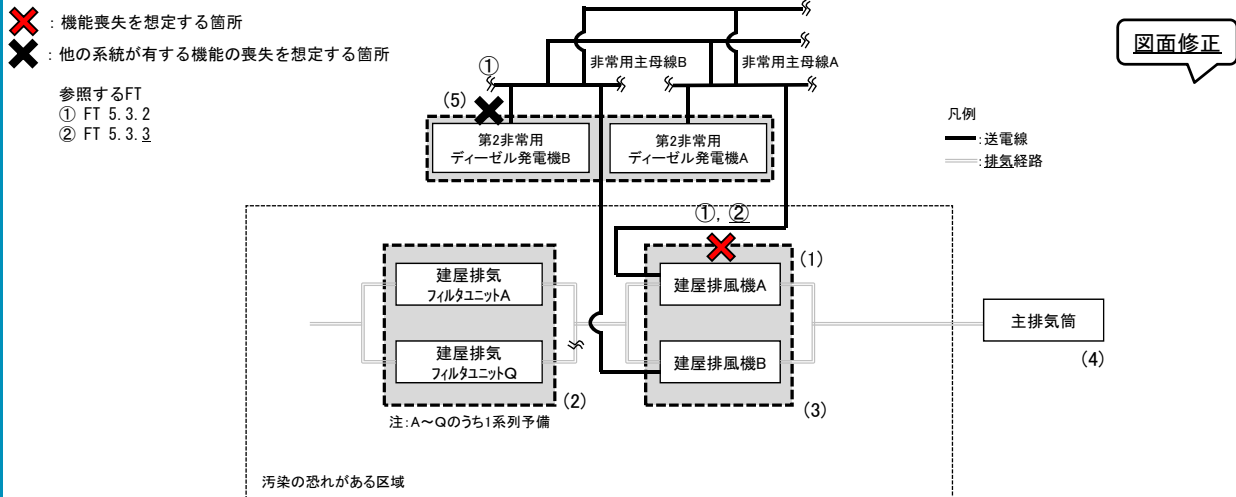 ：機能喪失を想定する箇所
：他の系統が有する機能の喪失を想定する箇所
参照するFT
① FT 5.3.2
② FT 5.3.3
図面修正
①
非常用主母線B
非常用主母線A
(5)
第2非常用
ディーゼル発電機B
第2非常用
ディーゼル発電機A
凡例
：送電線
：排気経路
①, ②
(1)
建屋排気
フィルタユニットA
建屋排風機A
主排気筒
建屋排気
フィルタユニットQ
建屋排風機B
(4)
(2)
(3)
注：A～Qのうち1系列予備
汚染の恐れがある区域